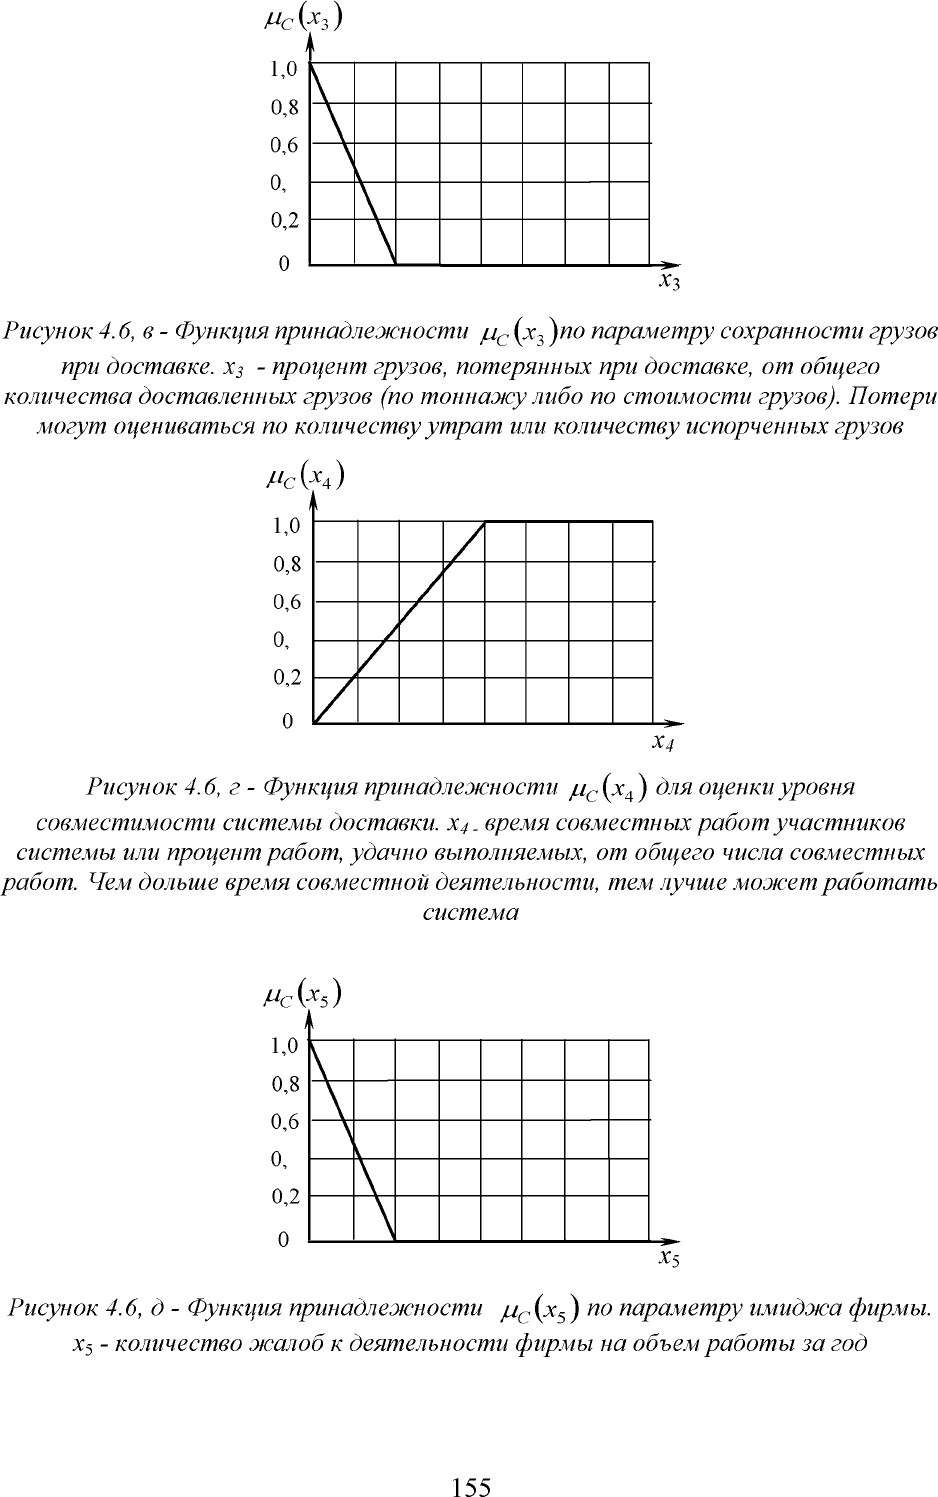 μC(x3)
1,0
0,8
0,6
0,
0,2
0
x3
Рисунок 4.6, в - Функция принадлежности μC(x3)по параметру сохранности грузов
при доставке. x3 - процент грузов, потерянных при доставке, от общего
количества доставленных грузов (по тоннажу либо по стоимости грузов). Потери
могут оцениваться по количеству утрат или количеству испорченных грузов
μC(x4)
1,0
0,8
0,6
0,
0,2
0
x4
Рисунок 4.6, г - Функция принадлежности μC(x4) для оценки уровня
совместимости системы доставки. x4 - время совместных работ участников
системы или процент работ, удачно выполняемых, от общего числа совместных
работ. Чем дольше время совместной деятельности, тем лучше может работать
система
μC(x5)
1,0
0,8
0,6
0,
0,2
0
x5
Рисунок 4.6, д - Функция принадлежности μC(x5) по параметру имиджа фирмы.
x5 - количество жалоб к деятельности фирмы на объем работы за год
155